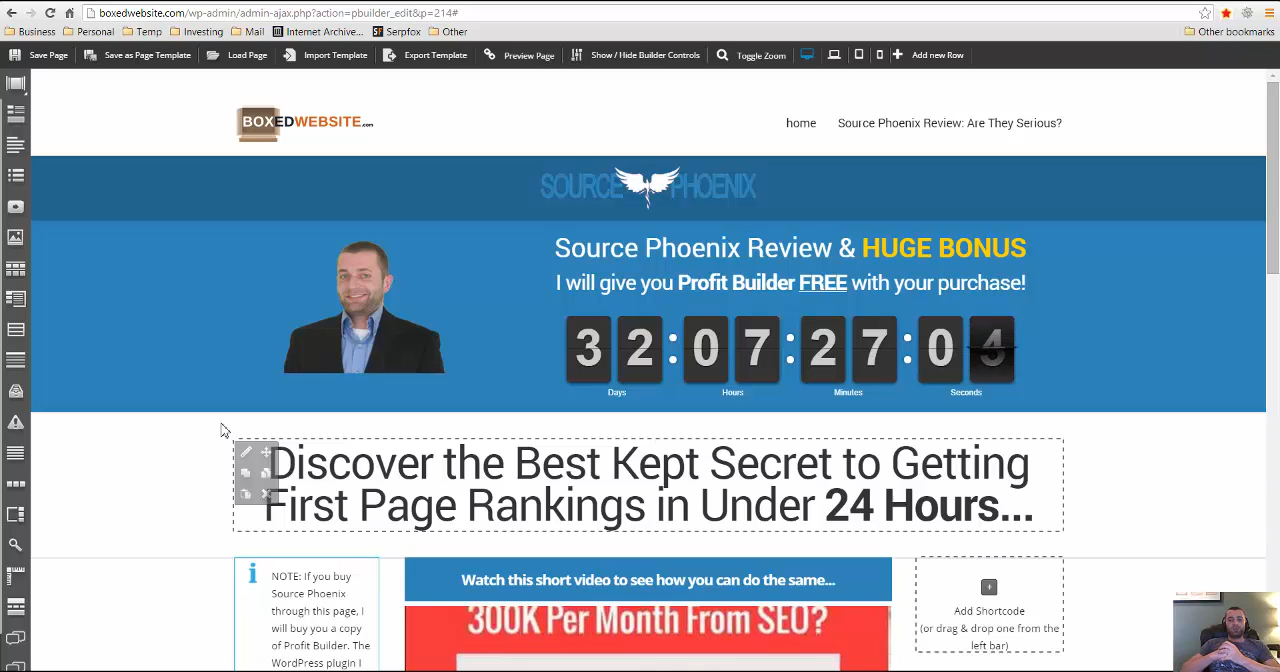 boxedwebsite.com/wp-admin/admin-ajax.php?action=pbuilder_edit&p=214#
Business Personal Temp Investing Mail Internet Archive... Serpfox Other Other bookmarks
Save Page Save as Page Template Load Page Import Template Export Template Preview Page Show / Hide Builder Controls Toggle Zoom Add new Row
BOXEDWEBSITE.com
home Source Phoenix Review: Are They Serious?
SOURCE PHOENIX
Source Phoenix Review & HUGE BONUS
I will give you Profit Builder FREE with your purchase!
32:07:27:0
Days Hours Minutes Seconds
Discover the Best Kept Secret to Getting
First Page Rankings in Under 24 Hours...
NOTE: If you buy
Source Phoenix
through this page, I
will buy you a copy
of Profit Builder. The
WordPress plugin I
Watch this short video to see how you can do the same...
300K Per Month From SEO?
Add Shortcode
(or drag & drop one from the
left bar)